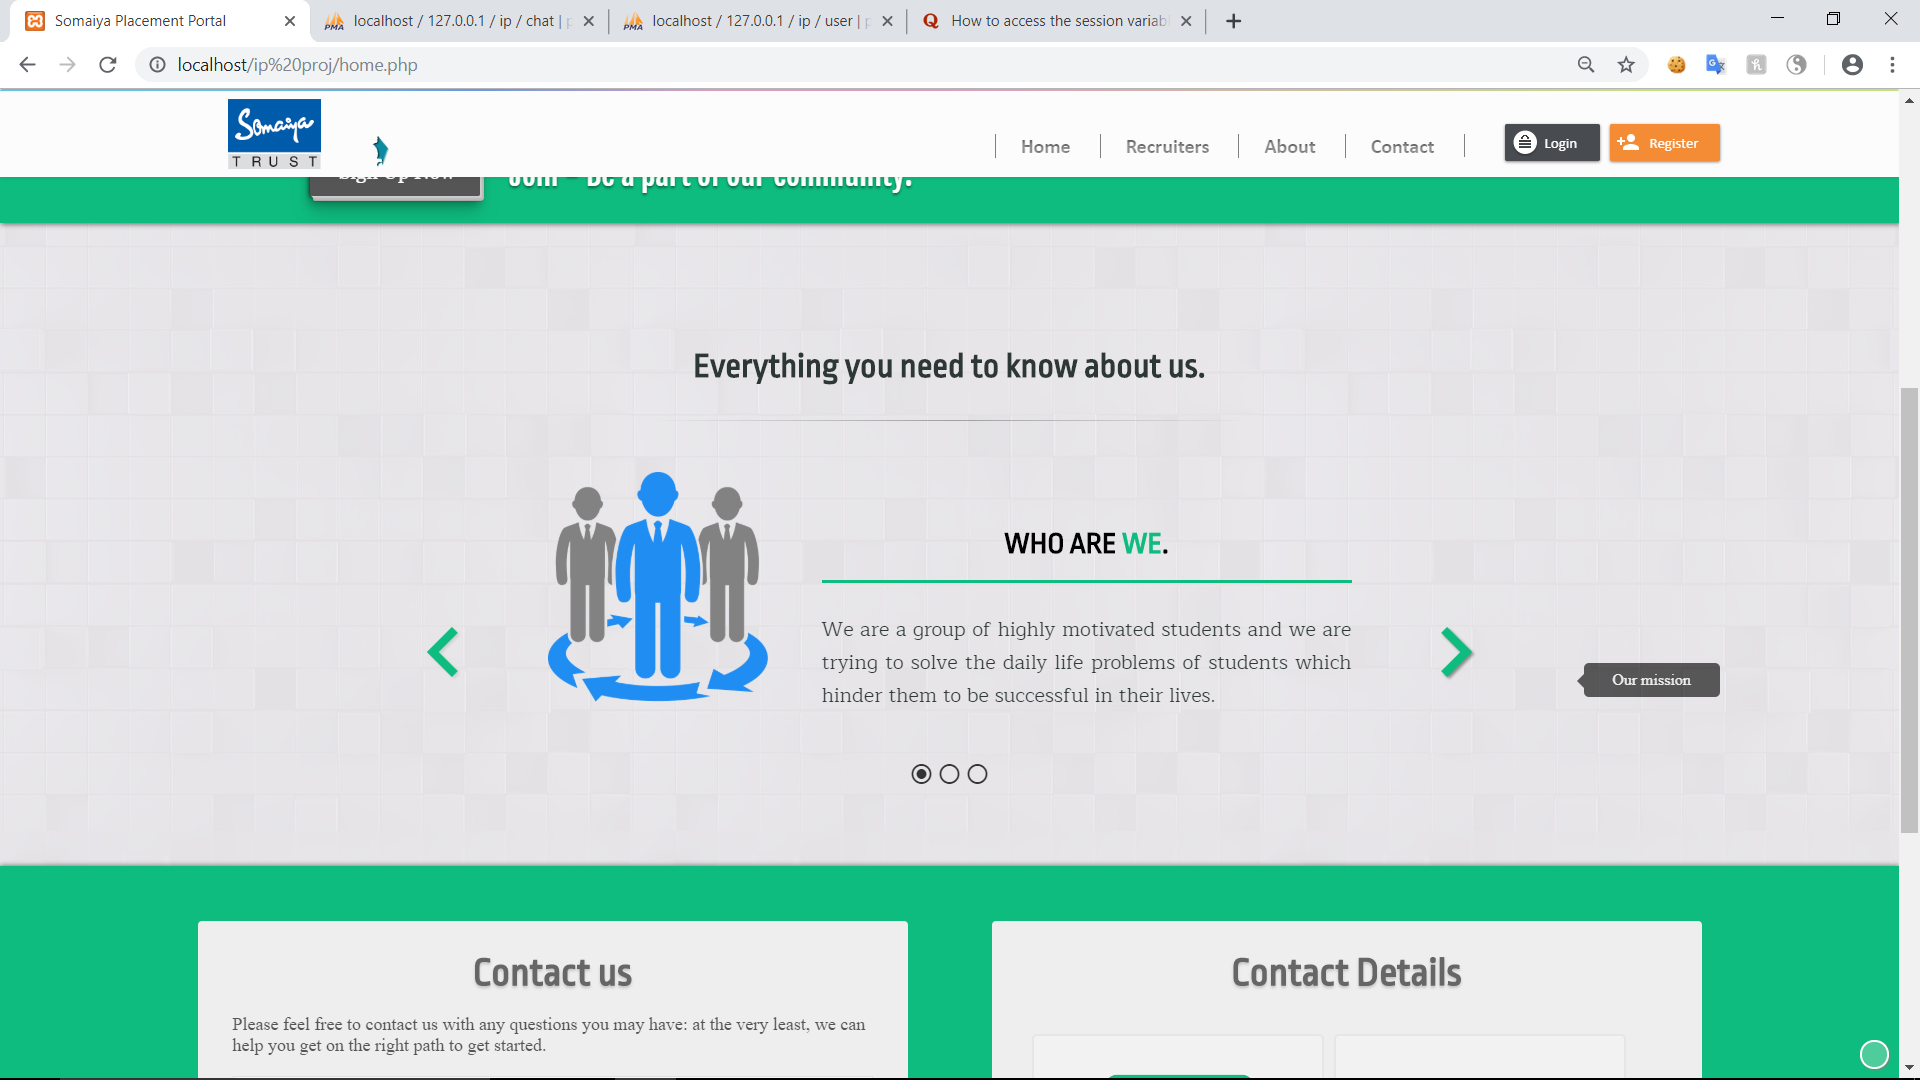 Somaiya Placement Portal
localhost / 127.0.0.1 / ip / chat | p
localhost / 127.0.0.1 / ip / user | p
How to access the session variabl
localhost/ip%20proj/home.php
Somaiya
TRUST
Home
Recruiters
About
Contact
Login
Register
Sign Up Now
Join - Be a part of our community.
Everything you need to know about us.
WHO ARE WE.
We are a group of highly motivated students and we are
trying to solve the daily life problems of students which
hinder them to be successful in their lives.
Our mission
Contact us
Please feel free to contact us with any questions you may have: at the very least, we can
help you get on the right path to get started.
Contact Details